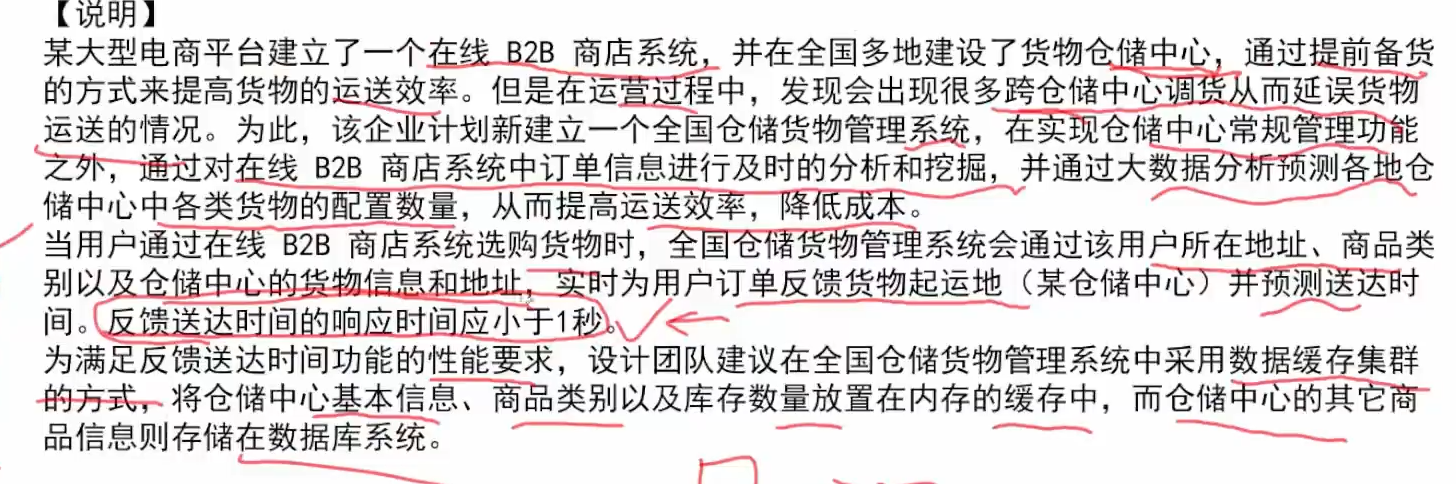 【说明】
某大型电商平台建立了一个在线 B2B 商店系统，并在全国多地建设了货物仓储中心，通过提前备货
的方式来提高货物的运送效率。但是在运营过程中，发现会出现很多跨仓储中心调货从而延误货物
运送的情况。为此，该企业计划新建立一个全国仓储货物管理系统，在实现仓储中心常规管理功能
之外，通过对在线 B2B 商店系统中订单信息进行及时的分析和挖掘，并通过大数据分析预测各地仓
储中心中各类货物的配置数量，从而提高运送效率，降低成本。
当用户通过在线 B2B 商店系统选购货物时，全国仓储货物管理系统会通过该用户所在地址、商品类
别以及仓储中心的货物信息和地址，实时为用户订单反馈货物起运地（某仓储中心）并预测送达时
间。反馈送达时间的响应时间应小于1秒。
为满足反馈送达时间功能的性能要求，设计团队建议在全国仓储货物管理系统中采用数据缓存集群
的方式，将仓储中心基本信息、商品类别以及库存数量放置在内存的缓存中，而仓储中心的其它商
品信息则存储在数据库系统。